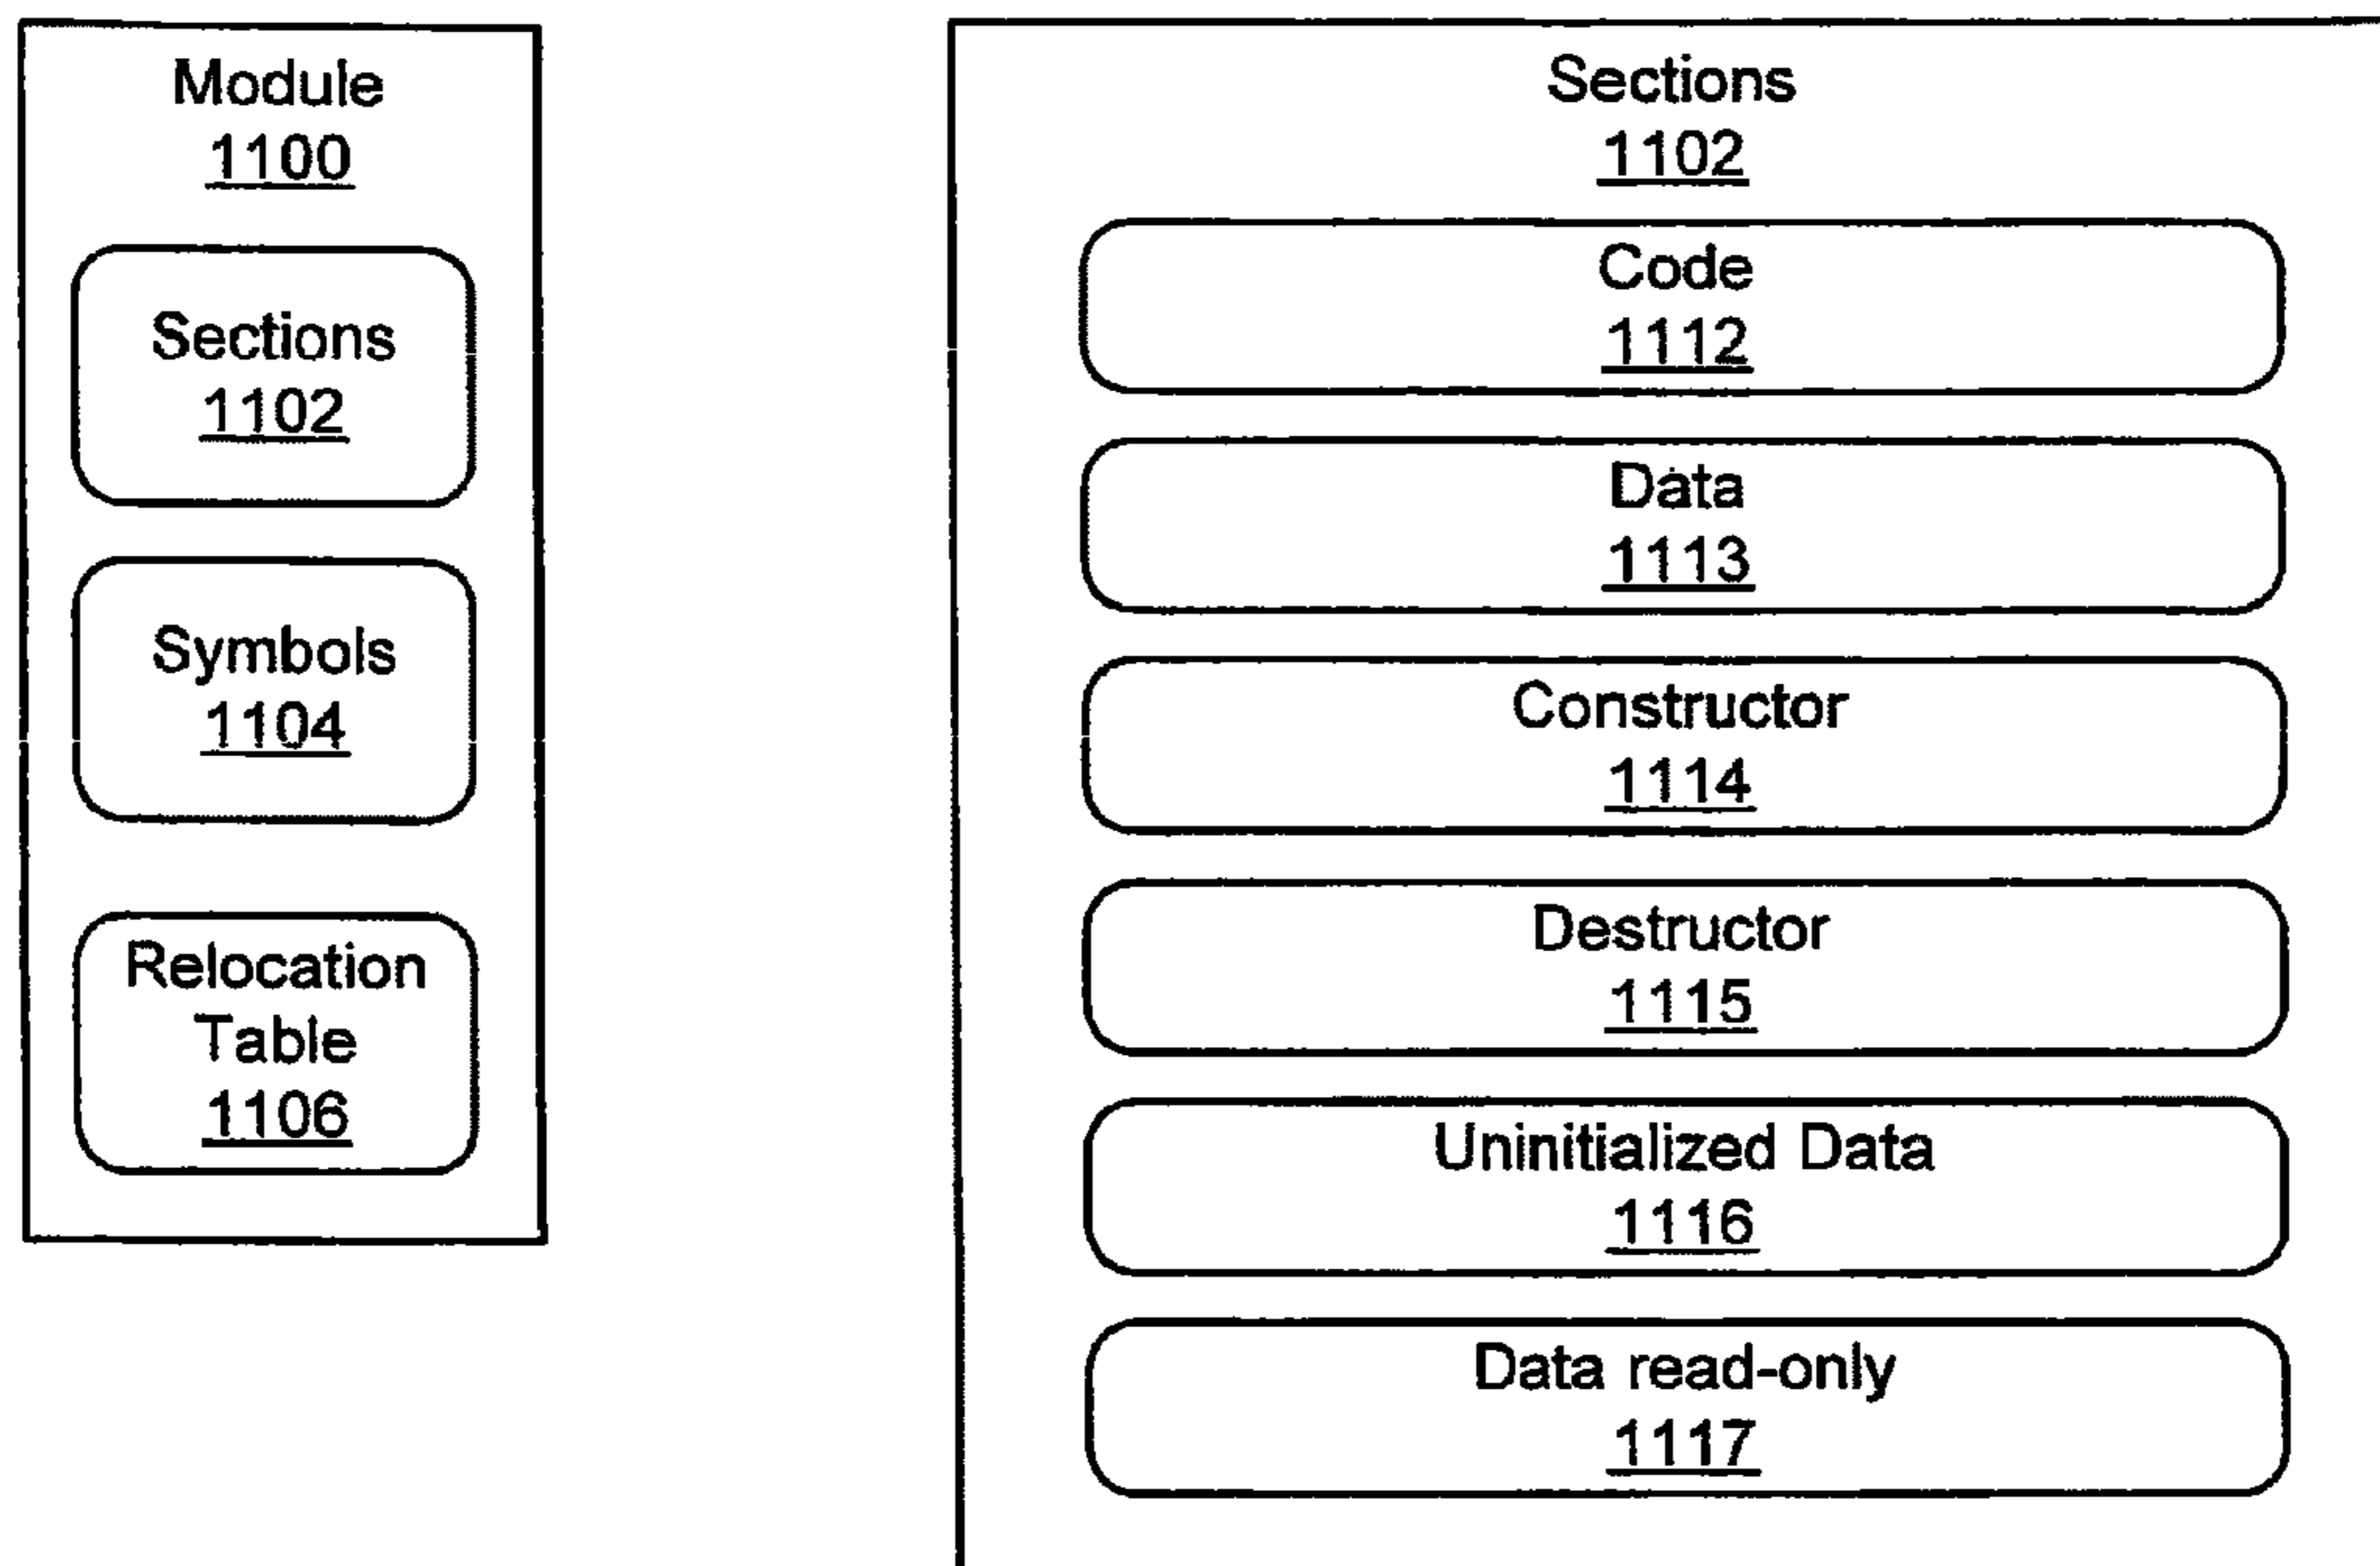 Module
1100
Sections
1102
Symbols
1104
Relocation
Table
1106
Sections
1102
Code
1112
Data
1113
Constructor
1114
Destructor
1115
Uninitialized Data
1116
Data read-only
1117